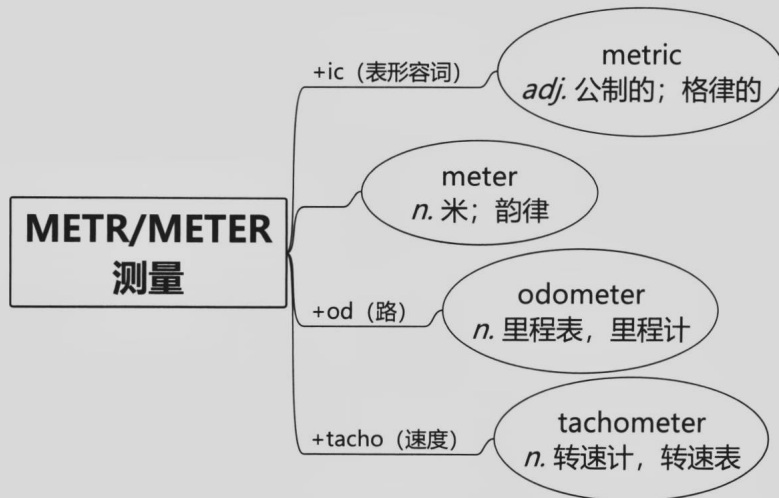 METR/METER
测量
+ic（表形容词）
metric
adj. 公制的；格律的
meter
n. 米；韵律
+od（路）
odometer
n. 里程表，里程计
+tacho（速度）
tachometer
n. 转速计，转速表